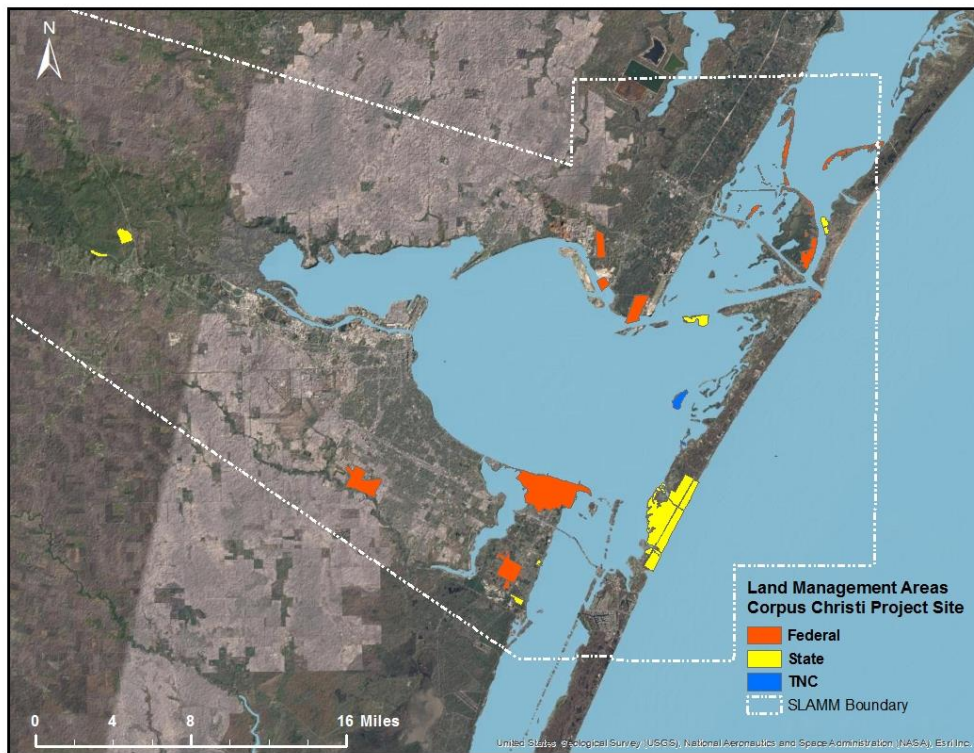 N
Land Management Areas
Corpus Christi Project Site
Federal
State
TNC
SLAMM Boundary
0 4 8 16 Miles
United States Geological Survey (USGS), National Aeronautics and Space Administration (NASA), Esri Inc.